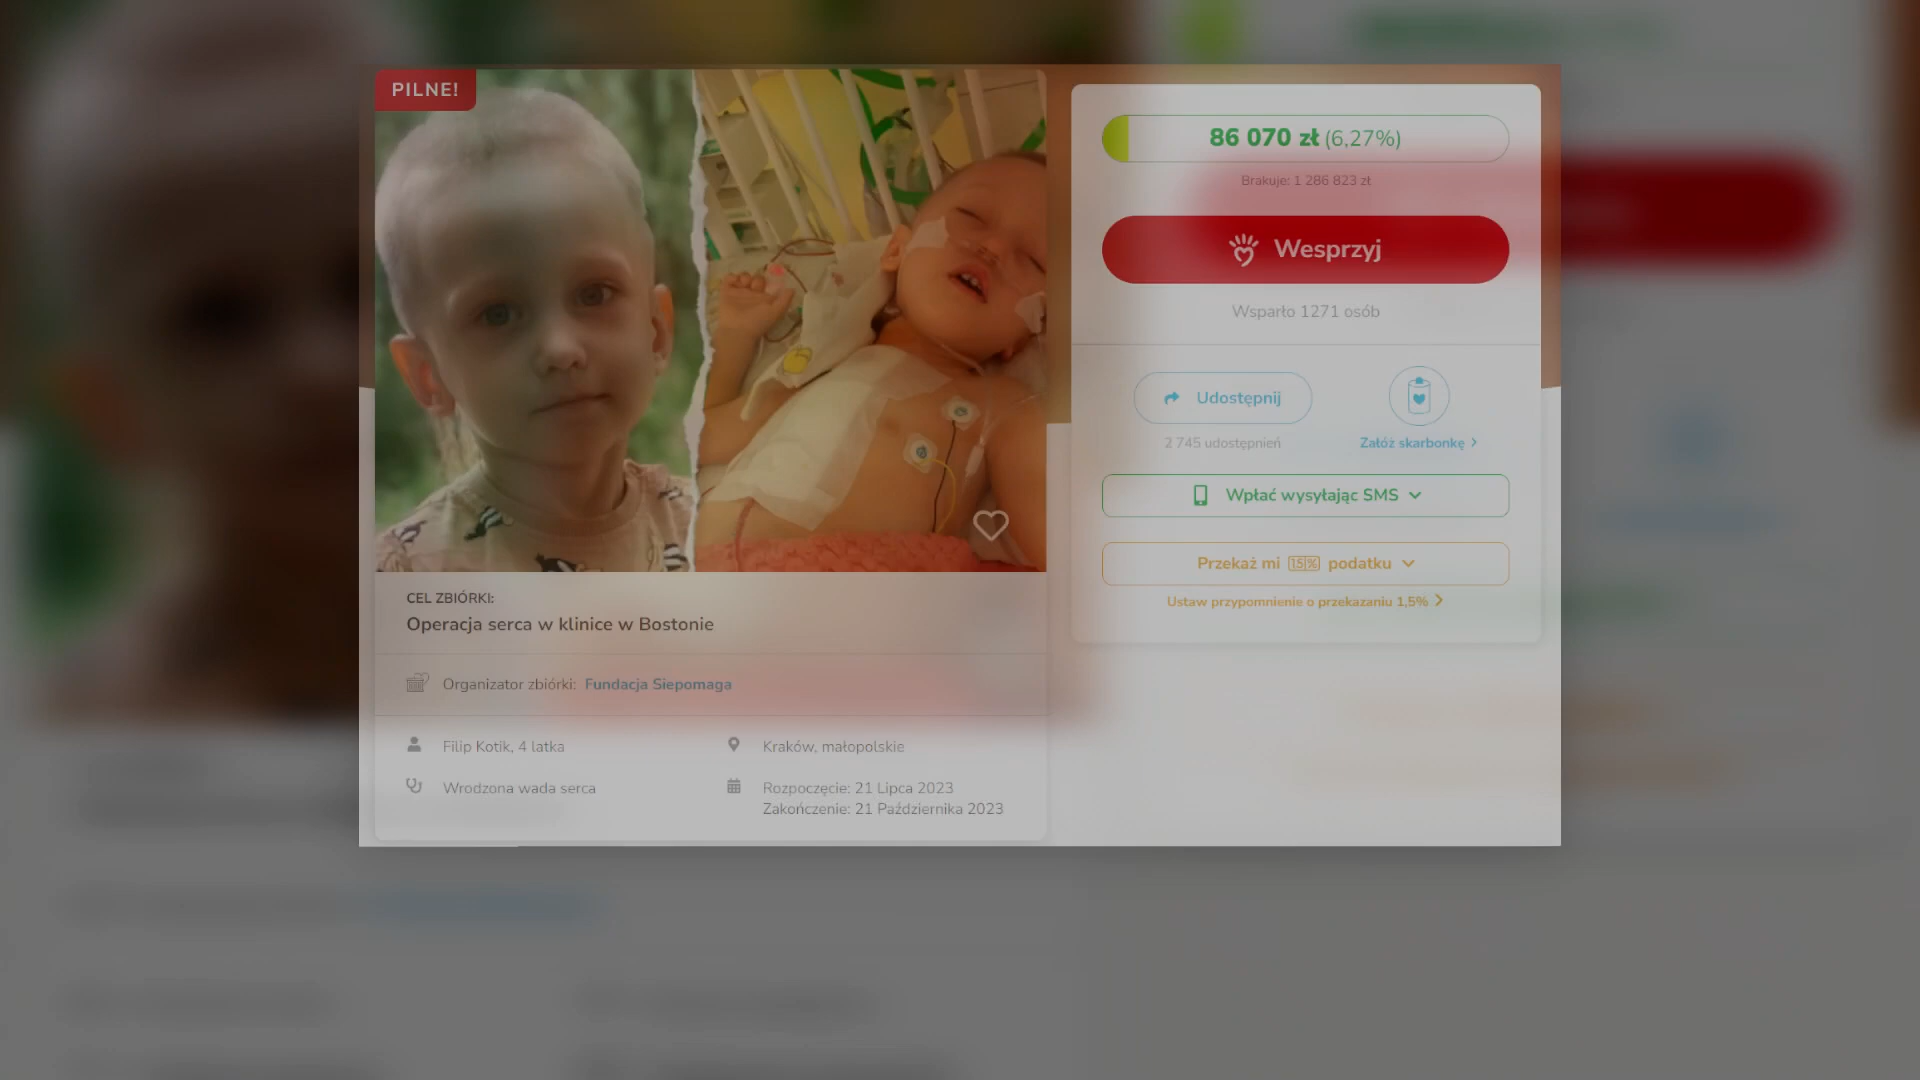 PILNE!
86 070 zł (6,27%)
Brakuje: 1 286 823 zł
Wesprzyj
Wsparło 1271 osób
Udostępnij
2 745 udostępnień
Załóż skarbonkę
Wpłać wysyłając SMS
Przekaż mi 1,5% podatku
Ustaw przypomnienie o przekazaniu 1,5%
CEL ZBIÓRKI:
Operacja serca w klinice w Bostonie
Organizator zbiórki: Fundacja Siepomaga
Filip Kotik, 4 latka
Kraków, małopolskie
Wrodzona wada serca
Rozpoczęcie: 21 Lipca 2023
Zakończenie: 21 Października 2023